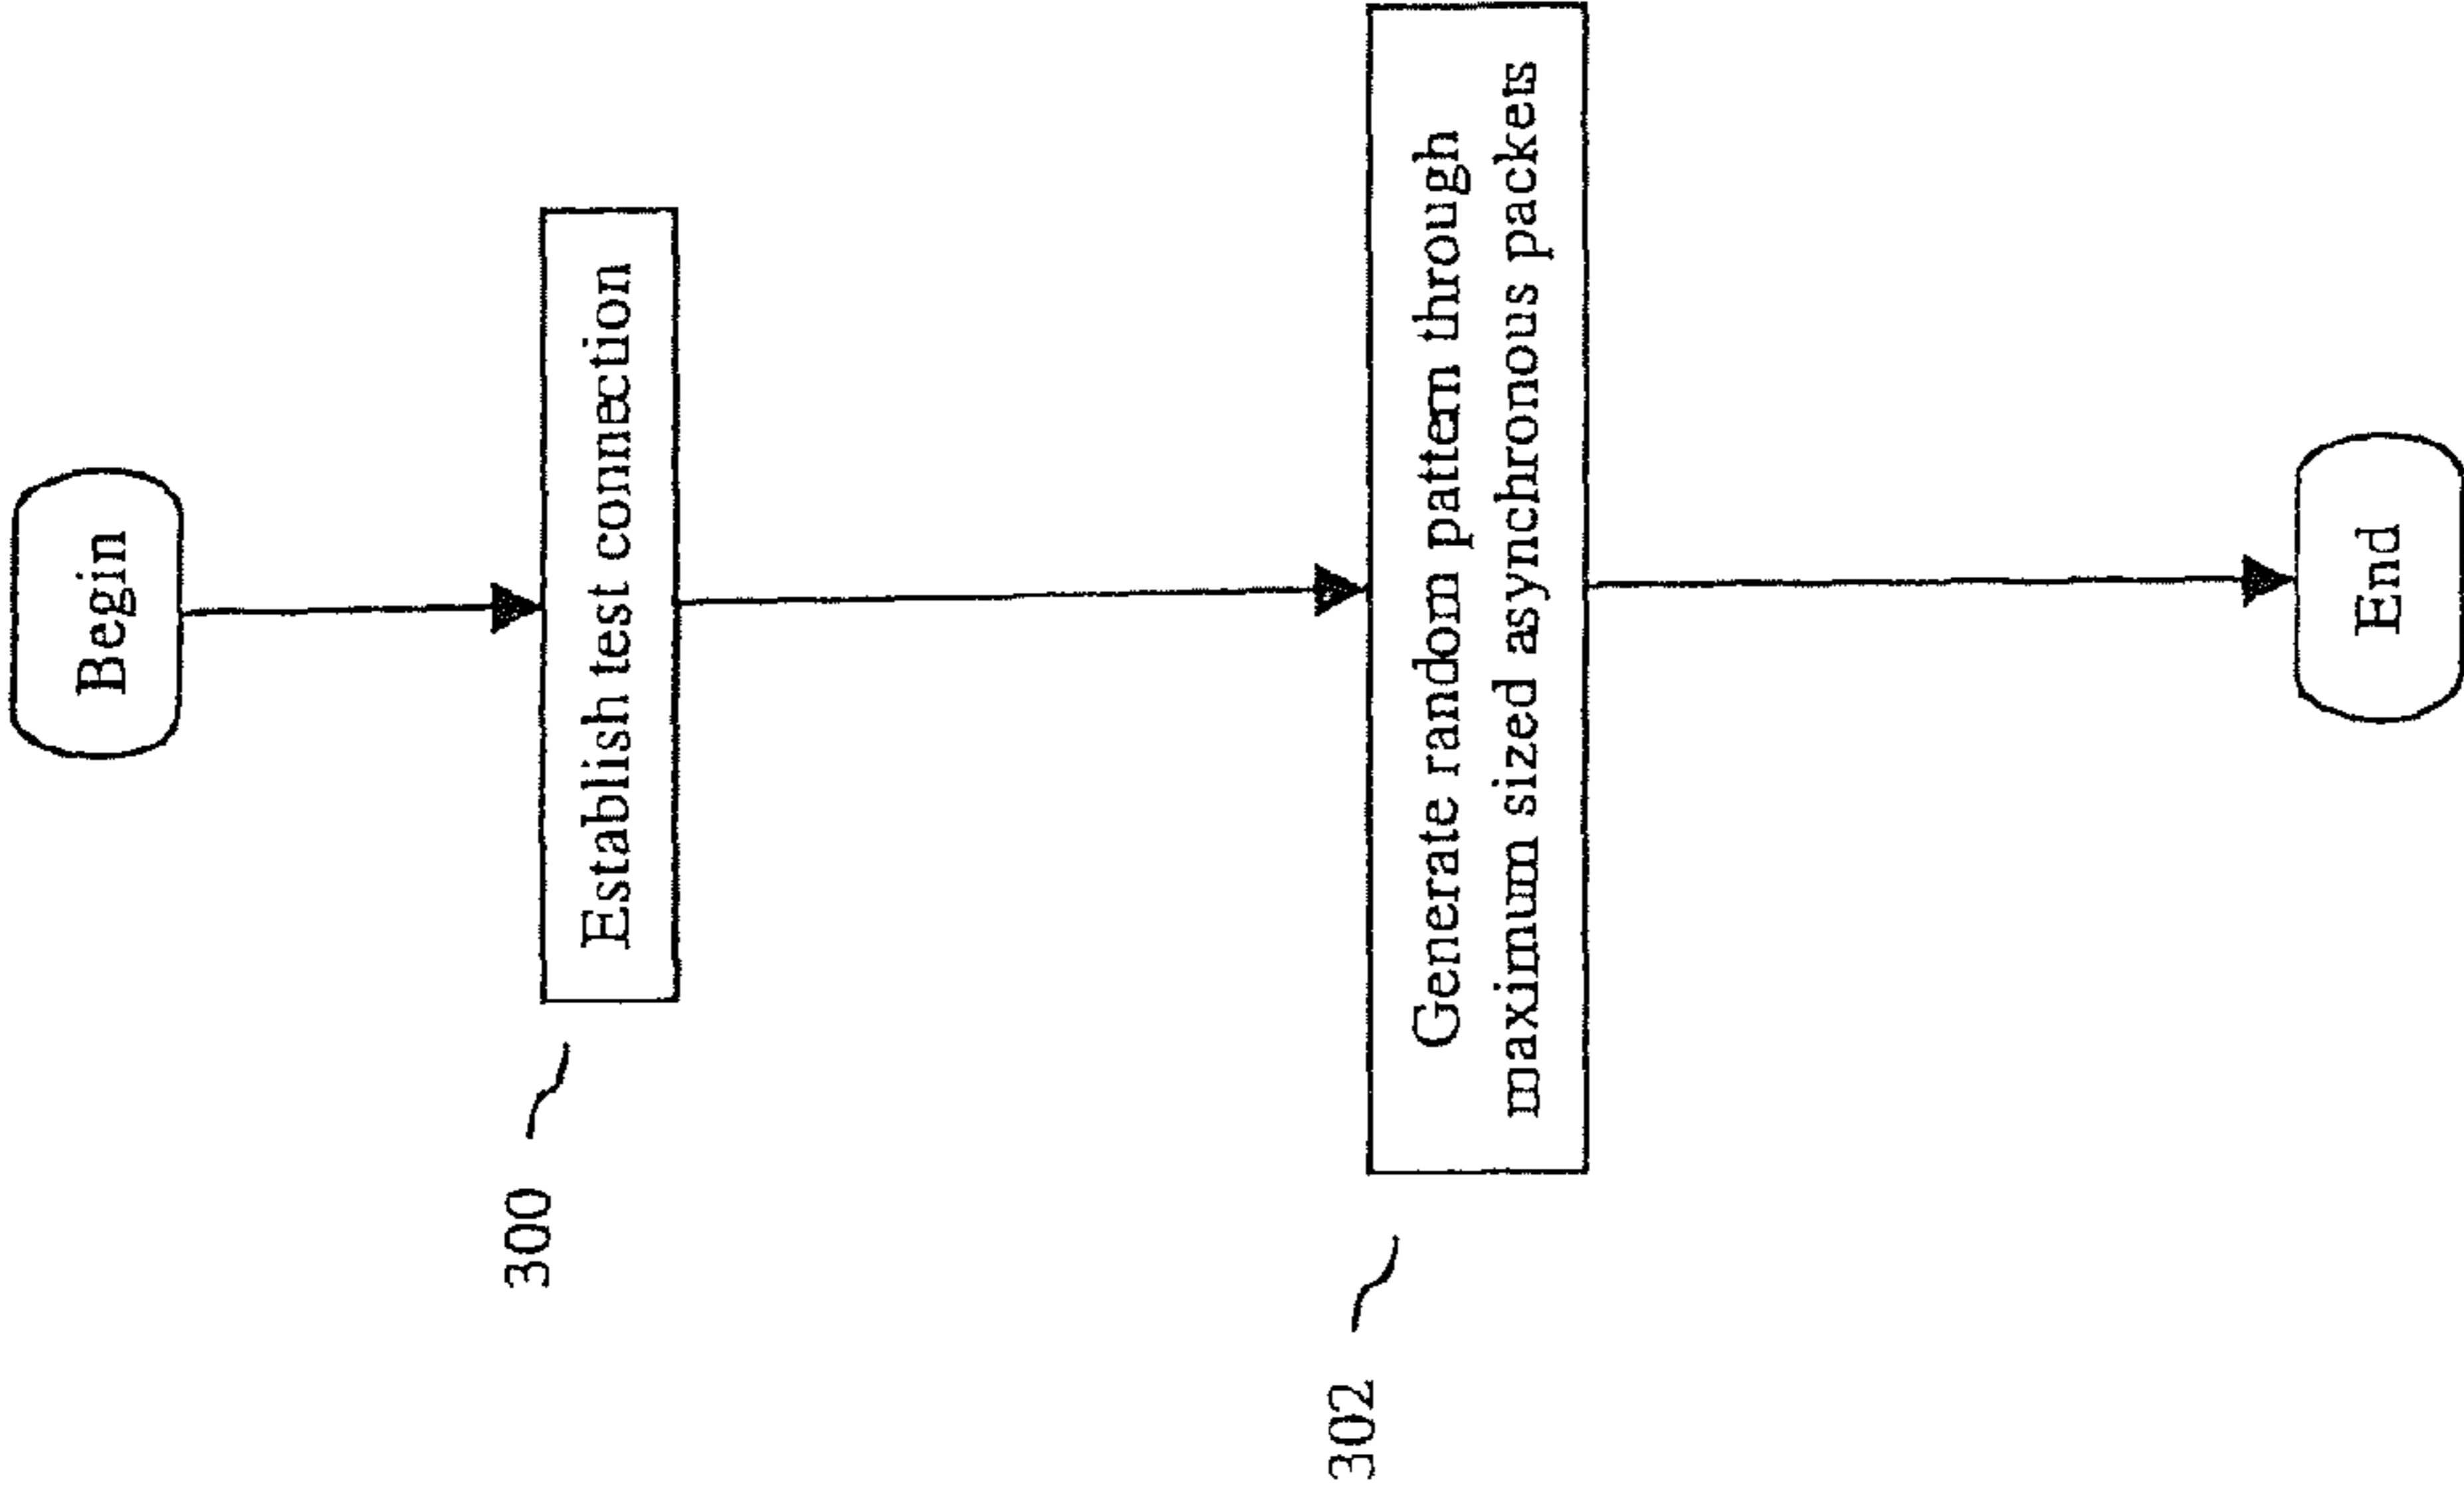 Begin
300
Establish test connection
302
Generate random pattern through
maximum sized asynchronous packets
End